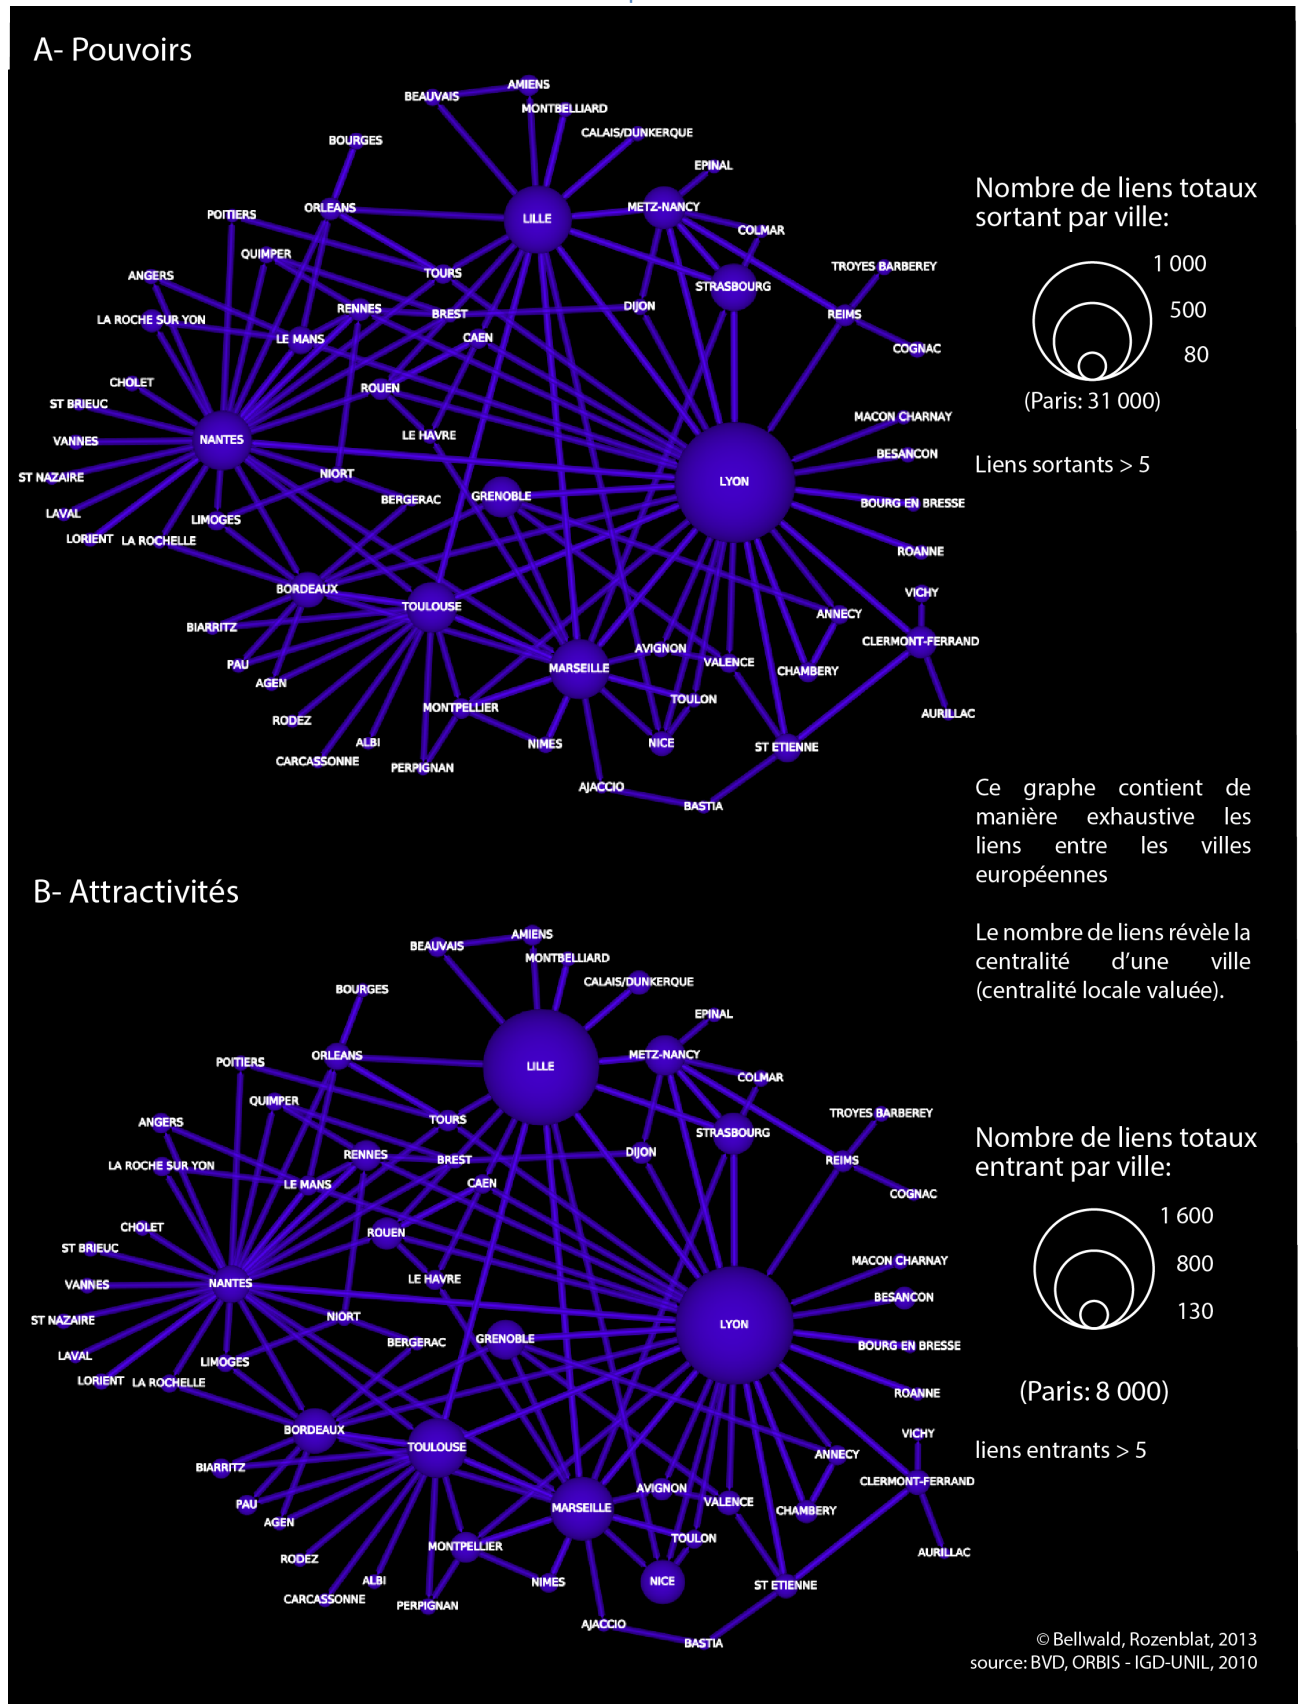 A- Pouvoirs
AMIENS
BEAUVAIS
MONTBELLIARD
CALAIS/DUNKERQUE
BOURGES
EPINAL
ORLEANS
METZ-NANCY
POITIERS
LILLE
COLMAR
QUIMPER
TROYES BARBEREY
ANGERS
TOURS
STRASBOURG
DIJON
RENNES
BREST
REIMS
LA ROCHE SUR YON
LE MANS
CAEN
COGNAC
CHOLET
ROUEN
ST BRIEUC
MACON CHARNAY
VANNES
NANTES
LE HAVRE
BESANCON
ST NAZAIRE
NIORT
LYON
BERGERAC
GRENOBLE
BOURG EN BRESSE
LAVAL
LIMOGES
LORIENT
LA ROCHELLE
ROANNE
BORDEAUX
VICHY
TOULOUSE
ANNECY
BIARRITZ
CLERMONT-FERRAND
AVIGNON
PAU
MARSEILLE
VALENCE
CHAMBERY
AGEN
TOULON
MONTPELLIER
AURILLAC
RODEZ
ALBI
NIMES
NICE
ST ETIENNE
CARCASSONNE
PERPIGNAN
AJACCIO
BASTIA
Nombre de liens totaux
sortant par ville:
1 000
500
80
(Paris: 31 000)
Liens sortants > 5
Ce graphe contient de
manière exhaustive les
liens entre les villes
européennes
Le nombre de liens révèle la
centralité d'une ville
(centralité locale valuée).
B- Attractivités
AMIENS
BEAUVAIS
MONTBELLIARD
CALAIS/DUNKERQUE
BOURGES
EPINAL
ORLEANS
METZ-NANCY
POITIERS
LILLE
COLMAR
QUIMPER
TROYES BARBEREY
ANGERS
TOURS
STRASBOURG
DIJON
RENNES
BREST
REIMS
LA ROCHE SUR YON
LE MANS
CAEN
COGNAC
CHOLET
ROUEN
ST BRIEUC
MACON CHARNAY
VANNES
NANTES
LE HAVRE
BESANCON
ST NAZAIRE
NIORT
LYON
BERGERAC
GRENOBLE
BOURG EN BRESSE
LAVAL
LIMOGES
LORIENT
LA ROCHELLE
ROANNE
BORDEAUX
VICHY
TOULOUSE
ANNECY
BIARRITZ
CLERMONT-FERRAND
AVIGNON
PAU
MARSEILLE
VALENCE
CHAMBERY
AGEN
TOULON
MONTPELLIER
AURILLAC
RODEZ
ALBI
NIMES
NICE
ST ETIENNE
CARCASSONNE
PERPIGNAN
AJACCIO
BASTIA
Nombre de liens totaux
entrant par ville:
1 600
800
130
(Paris: 8 000)
liens entrants > 5
© Bellwald, Rozenblat, 2013
source: BVD, ORBIS - IGD-UNIL, 2010